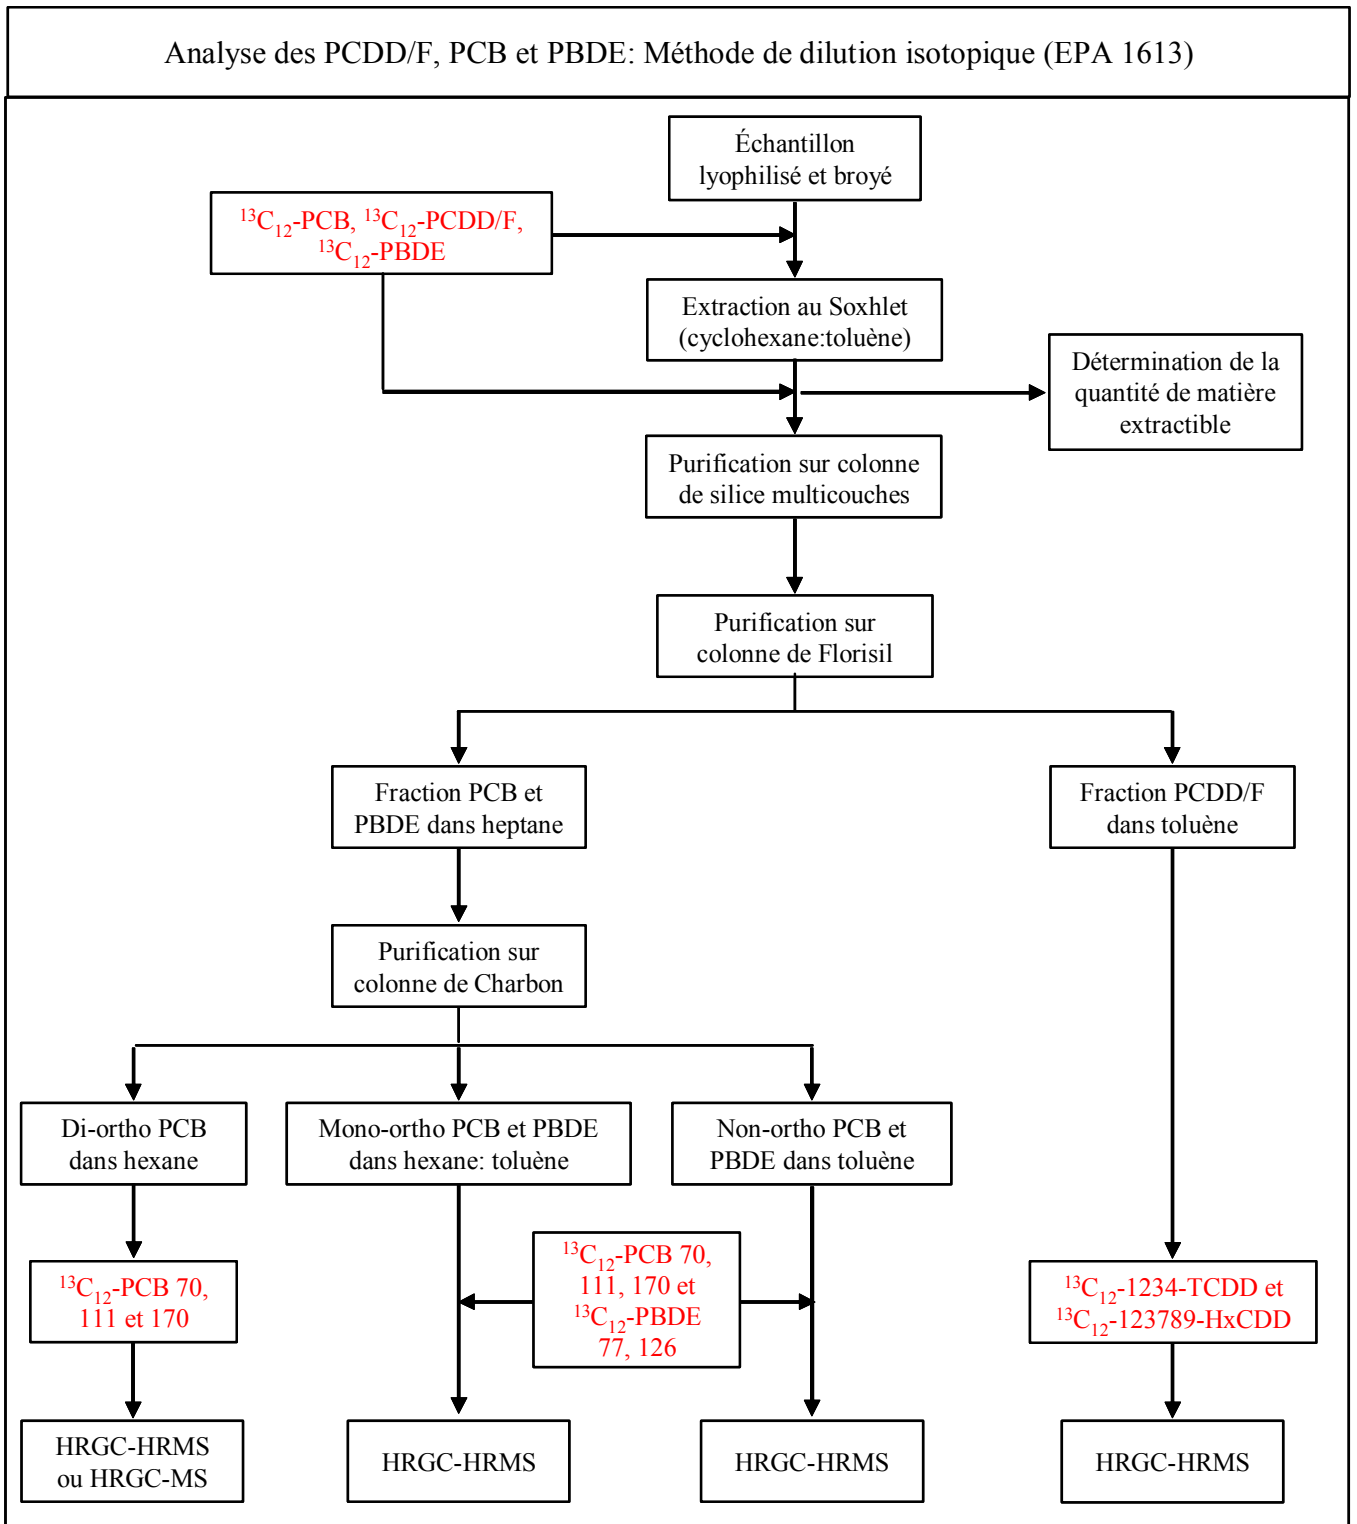 Analyse des PCDD/F, PCB et PBDE: Méthode de dilution isotopique (EPA 1613)
Échantillon
lyophilisé et broyé
¹³C₁₂-PCB, ¹³C₁₂-PCDD/F,
¹³C₁₂-PBDE
Extraction au Soxhlet
(cyclohexane:toluène)
Détermination de la
quantité de matière
extractible
Purification sur colonne
de silice multicouches
Purification sur
colonne de Florisil
Fraction PCB et
PBDE dans heptane
Fraction PCDD/F
dans toluène
Purification sur
colonne de Charbon
Di-ortho PCB
dans hexane
Mono-ortho PCB et PBDE
dans hexane: toluène
Non-ortho PCB et
PBDE dans toluène
¹³C₁₂-PCB 70,
111 et 170
¹³C₁₂-PCB 70,
111, 170 et
¹³C₁₂-PBDE
77, 126
¹³C₁₂-1234-TCDD et
¹³C₁₂-123789-HxCDD
HRGC-HRMS
ou HRGC-MS
HRGC-HRMS
HRGC-HRMS
HRGC-HRMS